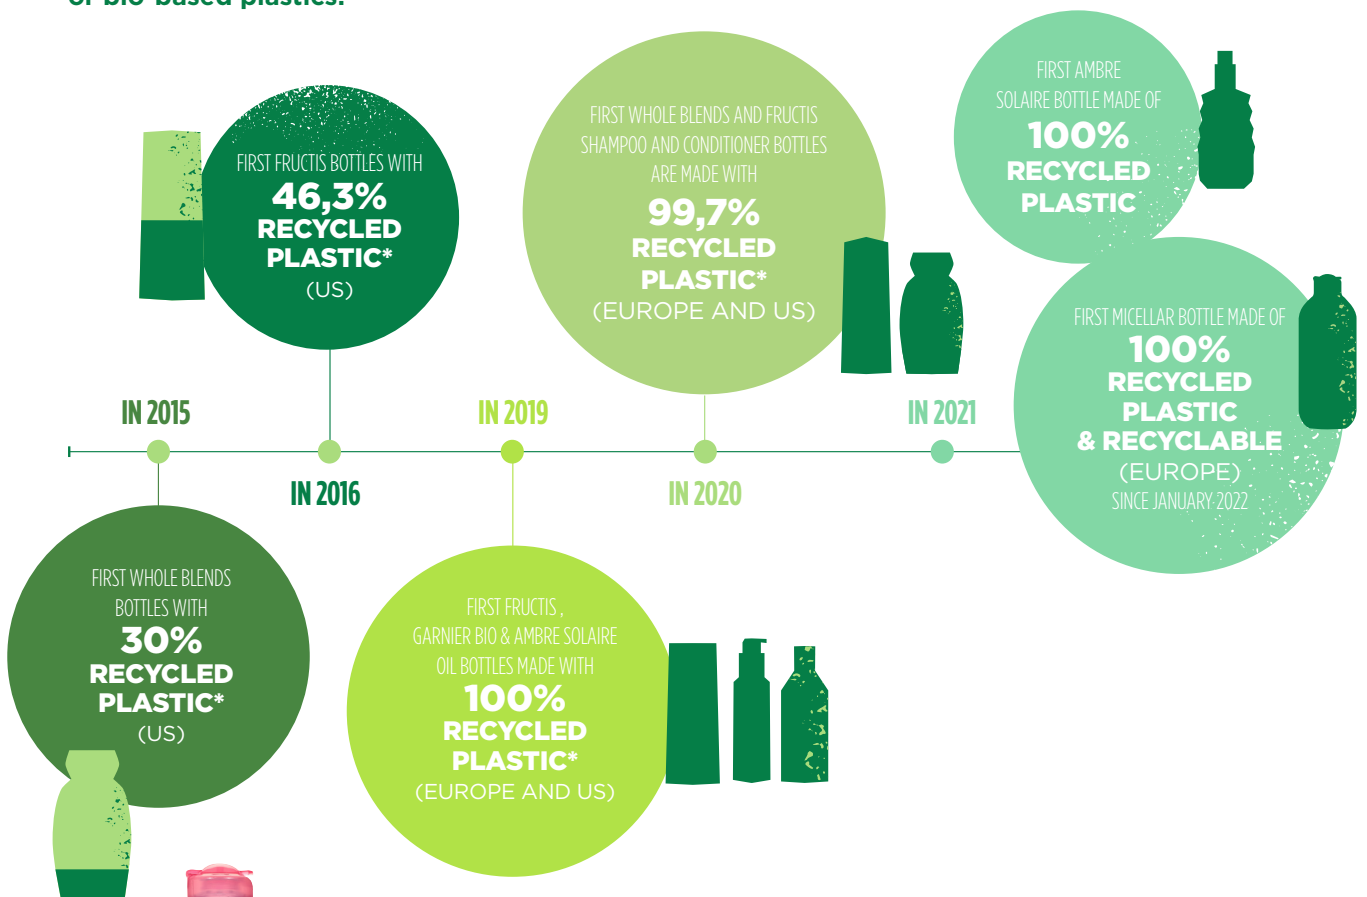 or bio-based plastics.
FIRST FRUCTIS BOTTLES WITH
46,3%
RECYCLED
PLASTIC*
(US)
FIRST WHOLE BLENDS AND FRUCTIS
SHAMPOO AND CONDITIONER BOTTLES
ARE MADE WITH
99,7%
RECYCLED
PLASTIC*
(EUROPE AND US)
FIRST AMBRE
SOLAIRE BOTTLE MADE OF
100%
RECYCLED
PLASTIC
FIRST MICELLAR BOTTLE MADE OF
100%
RECYCLED
PLASTIC
& RECYCLABLE
(EUROPE)
SINCE JANUARY 2022
IN 2015
IN 2016
IN 2019
IN 2020
IN 2021
FIRST WHOLE BLENDS
BOTTLES WITH
30%
RECYCLED
PLASTIC*
(US)
FIRST FRUCTIS ,
GARNIER BIO & AMBRE SOLAIRE
OIL BOTTLES MADE WITH
100%
RECYCLED
PLASTIC*
(EUROPE AND US)